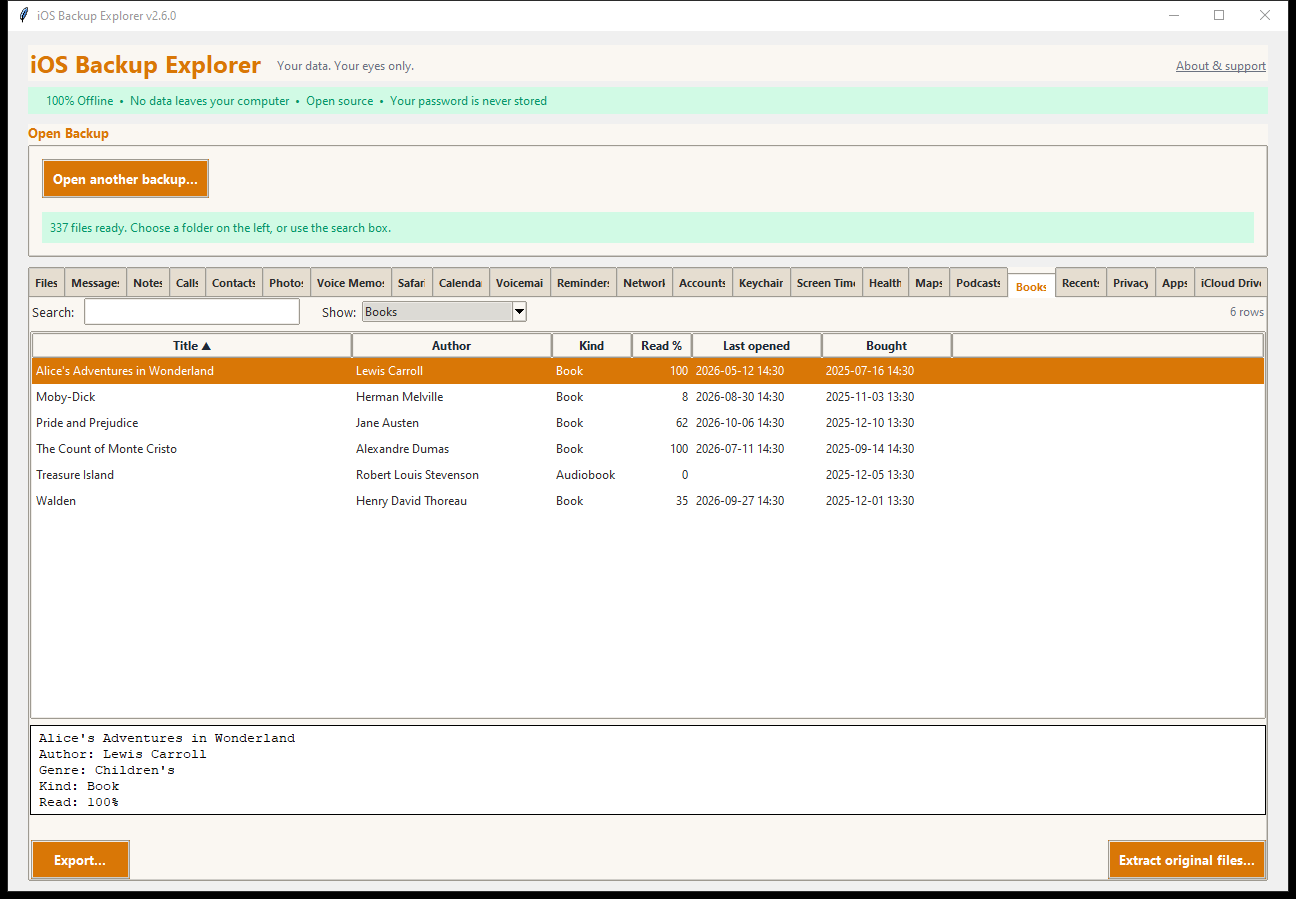 iOS Backup Explorer v2.6.0
iOS Backup Explorer Your data. Your eyes only. About & support
100% Offline • No data leaves your computer • Open source • Your password is never stored
Open Backup
Open another backup...
337 files ready. Choose a folder on the left, or use the search box.
Files Messages Notes Calls Contacts Photos Voice Memos Safari Calenda Voicemai Reminders Network Accounts Keychain Screen Time Health Maps Podcasts Books Recents Privacy Apps iCloud Drive
Search: Show: Books 6 rows
Title ▲ Author Kind Read % Last opened Bought
Alice's Adventures in Wonderland Lewis Carroll Book 100 2026-05-12 14:30 2025-07-16 14:30
Moby-Dick Herman Melville Book 8 2026-08-30 14:30 2025-11-03 13:30
Pride and Prejudice Jane Austen Book 62 2026-10-06 14:30 2025-12-10 13:30
The Count of Monte Cristo Alexandre Dumas Book 100 2026-07-11 14:30 2025-09-14 14:30
Treasure Island Robert Louis Stevenson Audiobook 0 2025-12-05 13:30
Walden Henry David Thoreau Book 35 2026-09-27 14:30 2025-12-01 13:30
Alice's Adventures in Wonderland
Author: Lewis Carroll
Genre: Children's
Kind: Book
Read: 100%
Export... Extract original files...